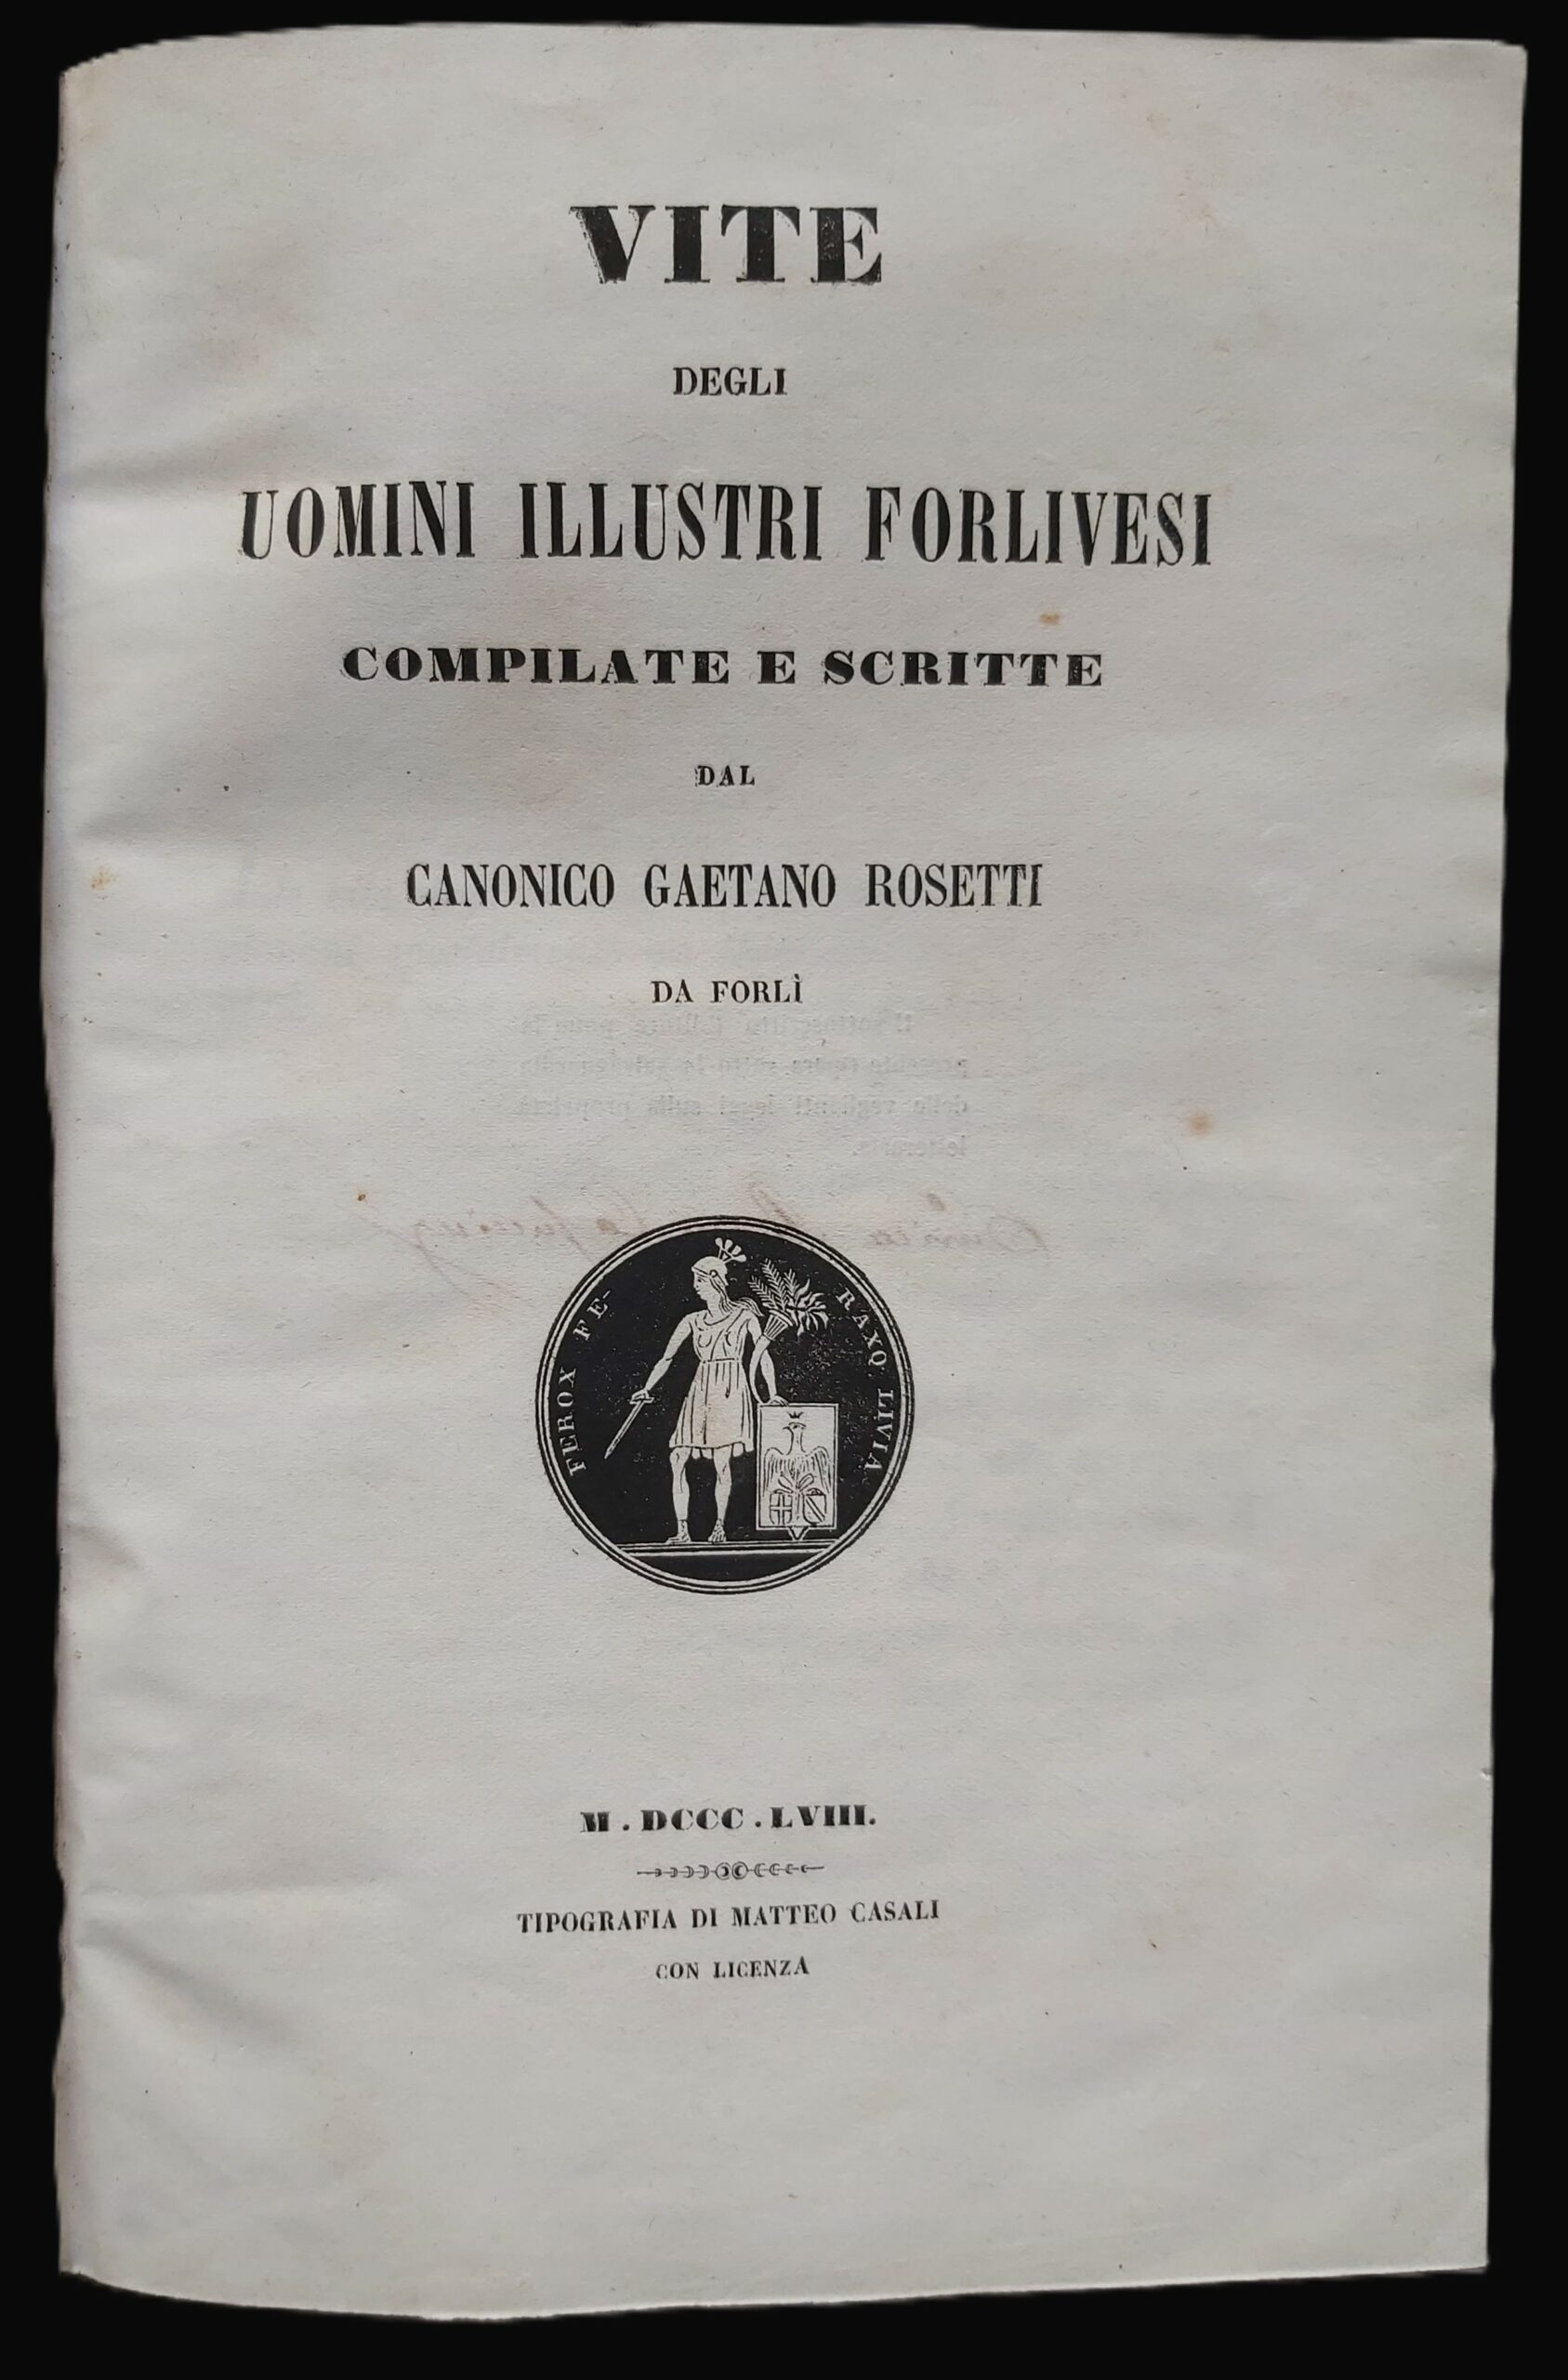 VITE
DEGLI
UOMINI ILLUSTRI FORLIVESI
COMPILATE E SCRITTE
DAL
CANONICO GAETANO ROSETTI
DA FORLÌ
FEROX FE-
RAXQ. LIVIA
M . DCCC . LVIII.
TIPOGRAFIA DI MATTEO CASALI
CON LICENZA